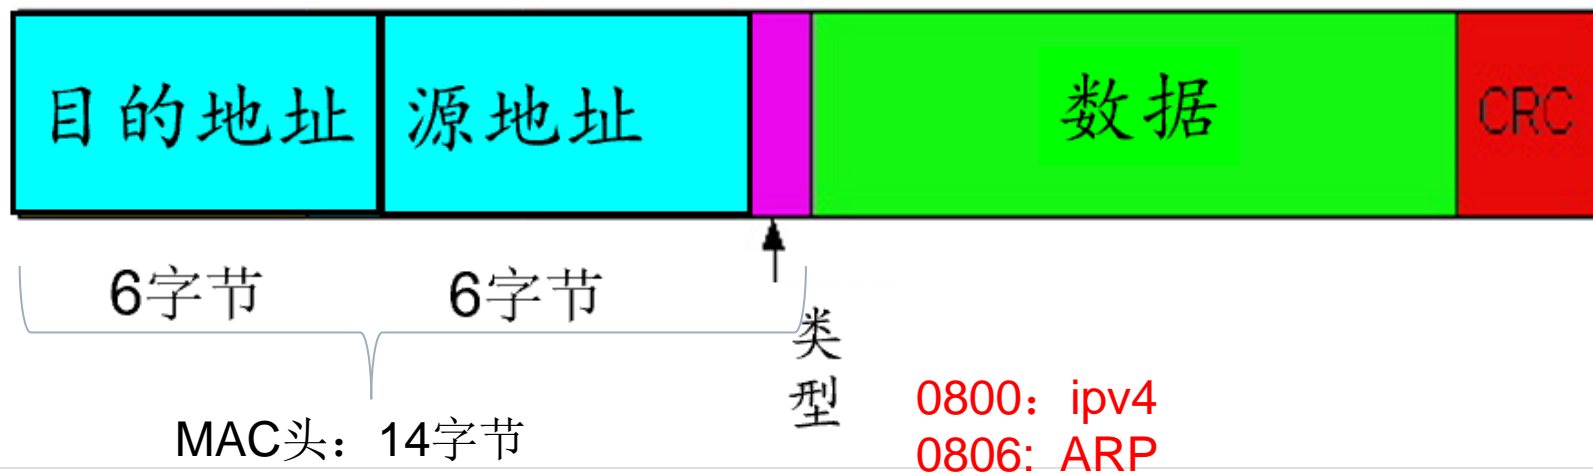 目的地址 源地址 数据 CRC
6字节 6字节
类型
MAC头：14字节
0800：ipv4
0806: ARP